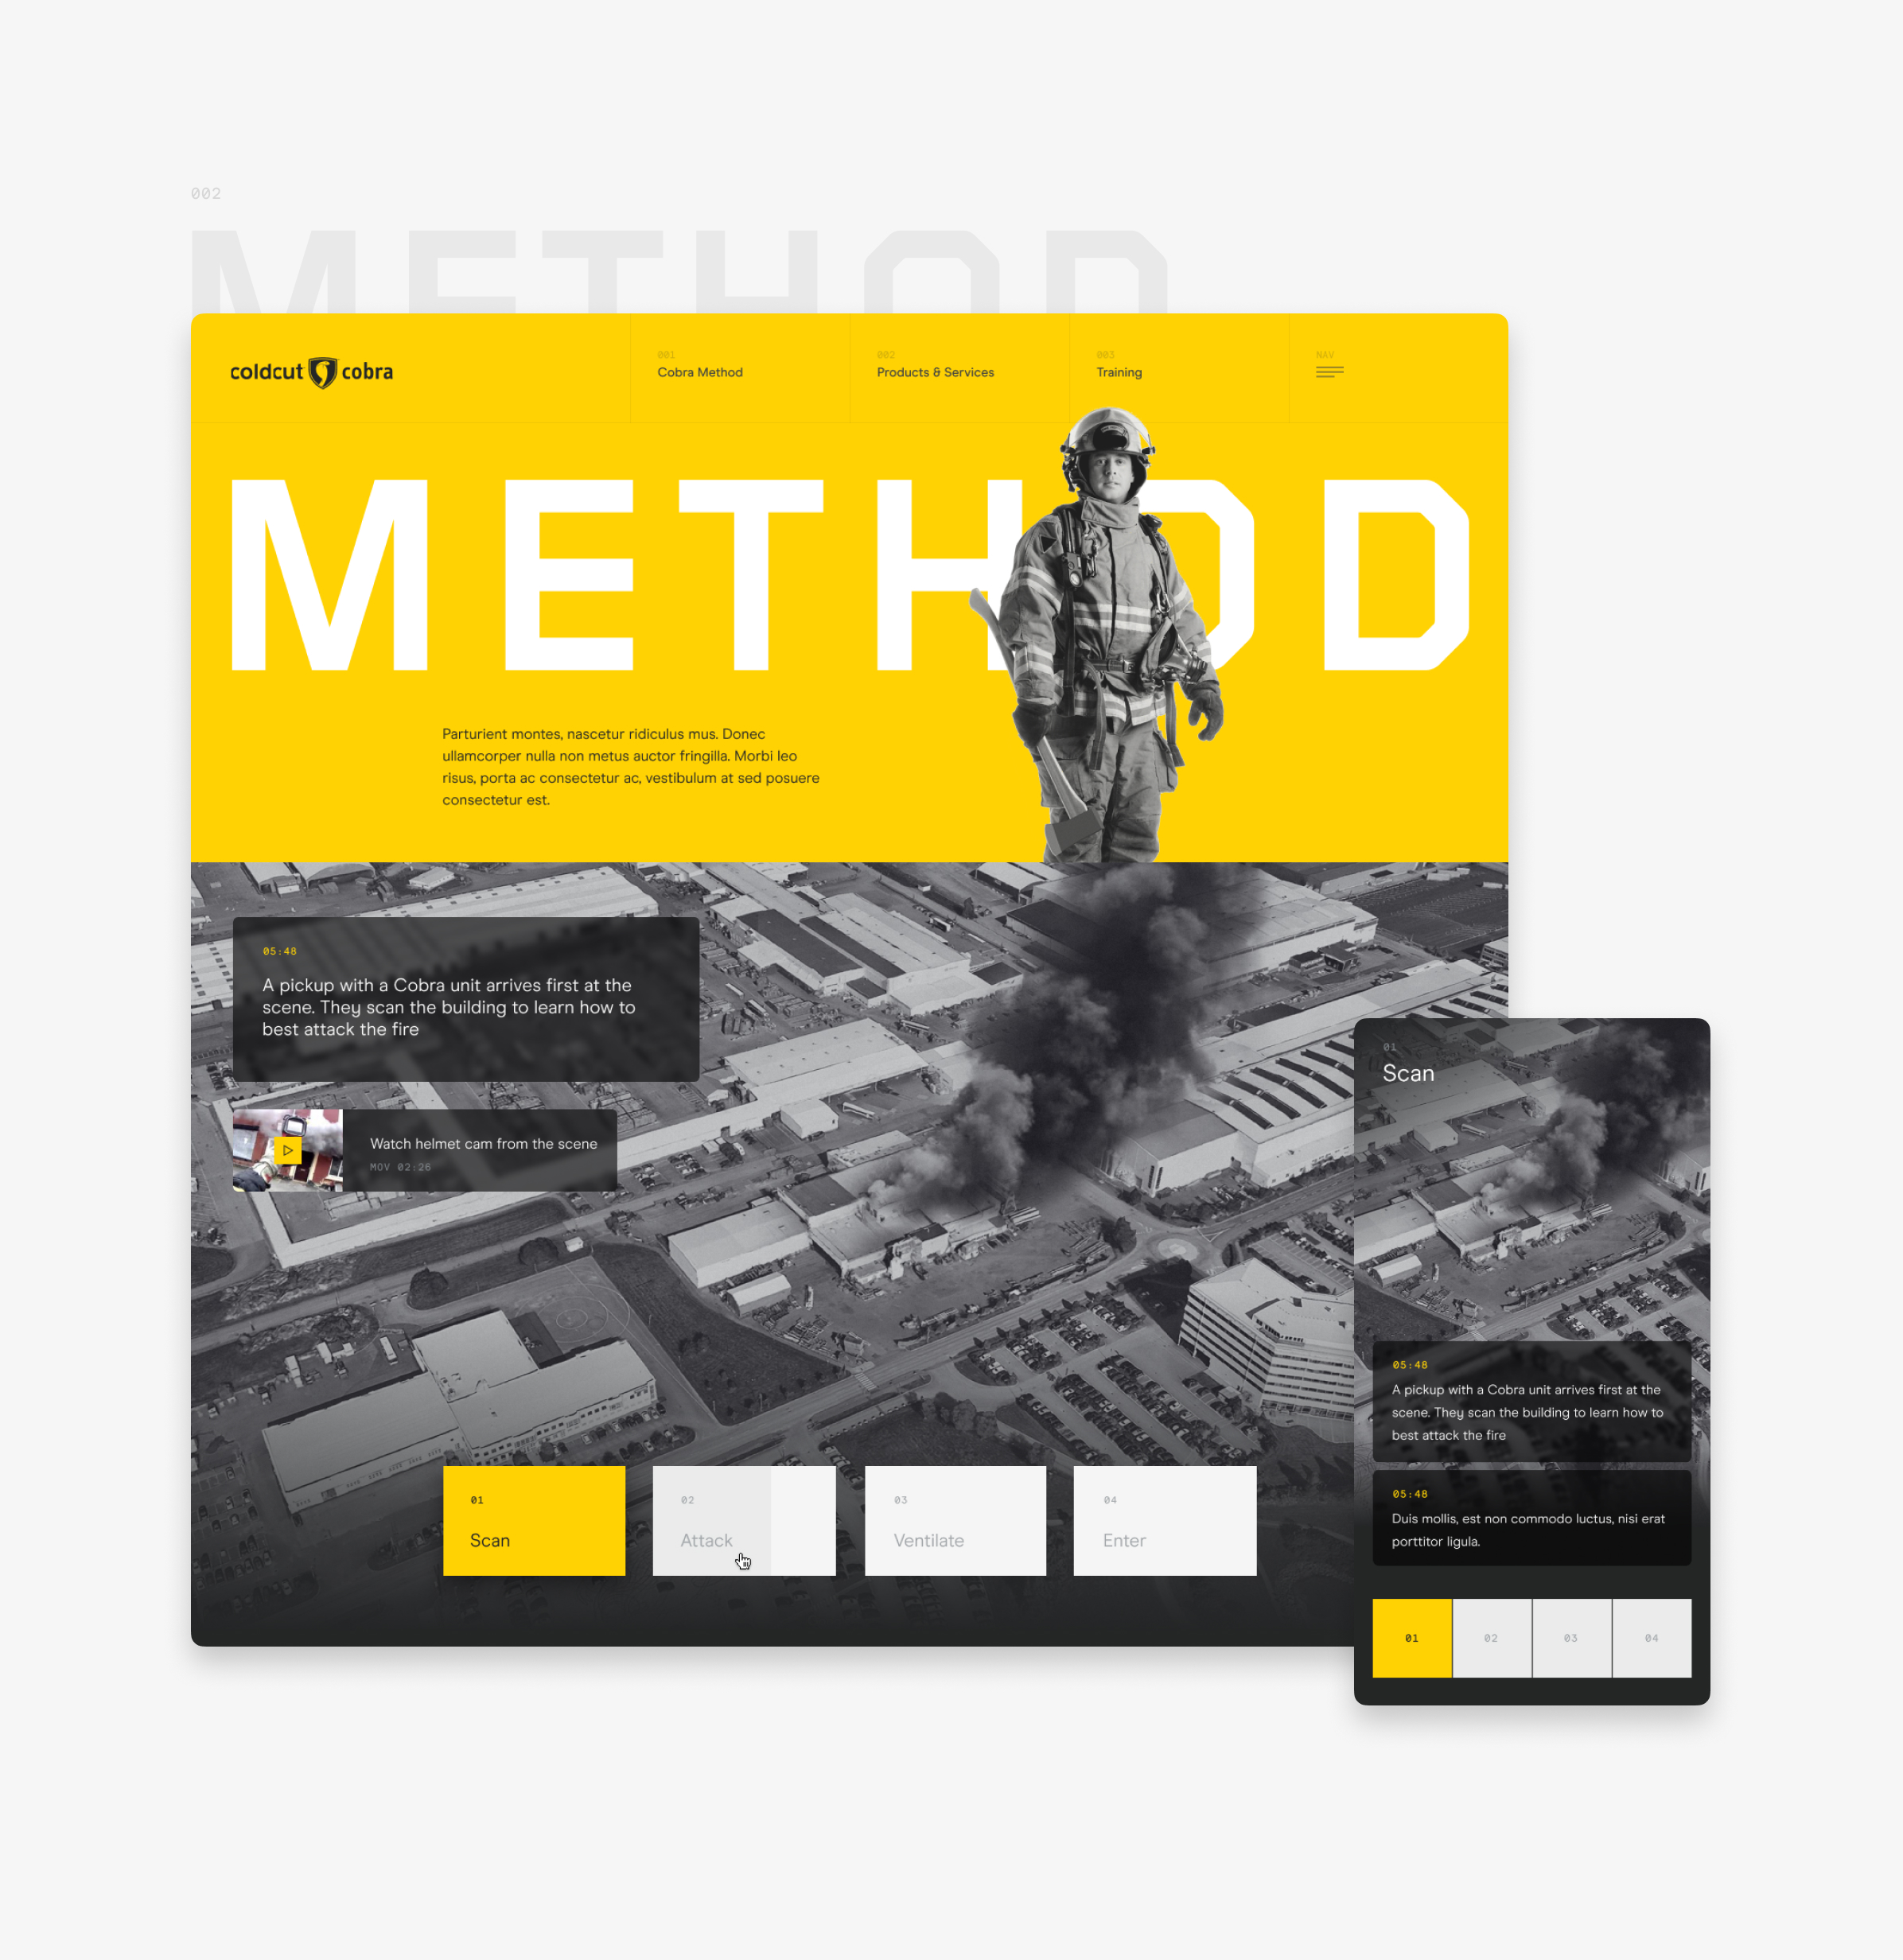 002
METHOD
coldcut cobra
001
Cobra Method
002
Products & Services
003
Training
NAV
METHOD
Parturient montes, nascetur ridiculus mus. Donec
ullamcorper nulla non metus auctor fringilla. Morbi leo
risus, porta ac consectetur ac, vestibulum at sed posuere
consectetur est.
05:48
A pickup with a Cobra unit arrives first at the
scene. They scan the building to learn how to
best attack the fire
Watch helmet cam from the scene
MOV 02:26
01
Scan
02
Attack
03
Ventilate
04
Enter
01
Scan
05:48
A pickup with a Cobra unit arrives first at the
scene. They scan the building to learn how to
best attack the fire
05:48
Duis mollis, est non commodo luctus, nisi erat
porttitor ligula.
01
02
03
04